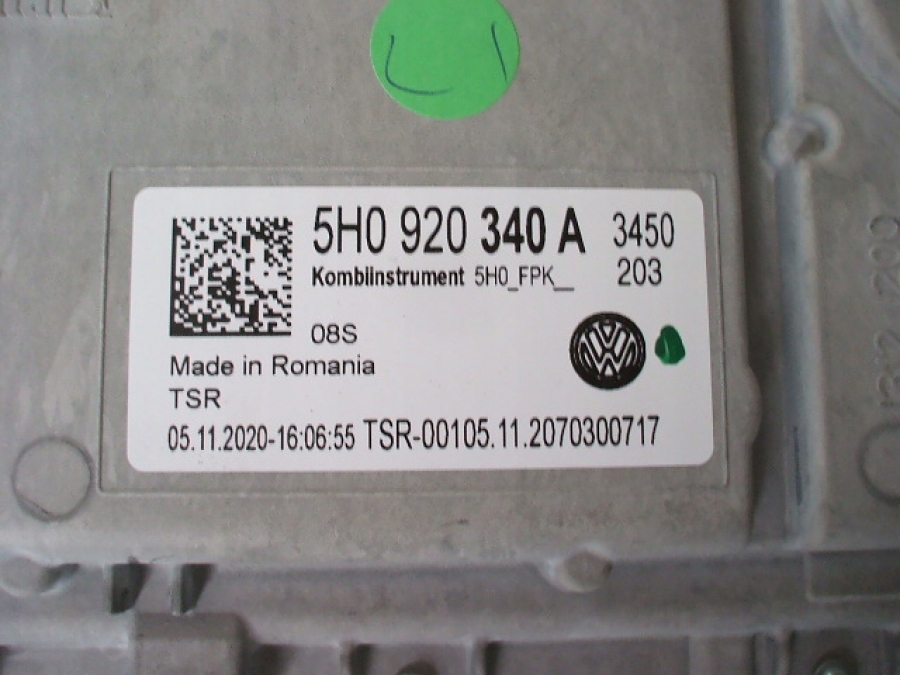 5H0 920 340 A 3450
Kombiinstrument 5H0_FPK__ 203
08S
Made in Romania
TSR
05.11.2020-16:06:55 TSR-00105.11.2070300717